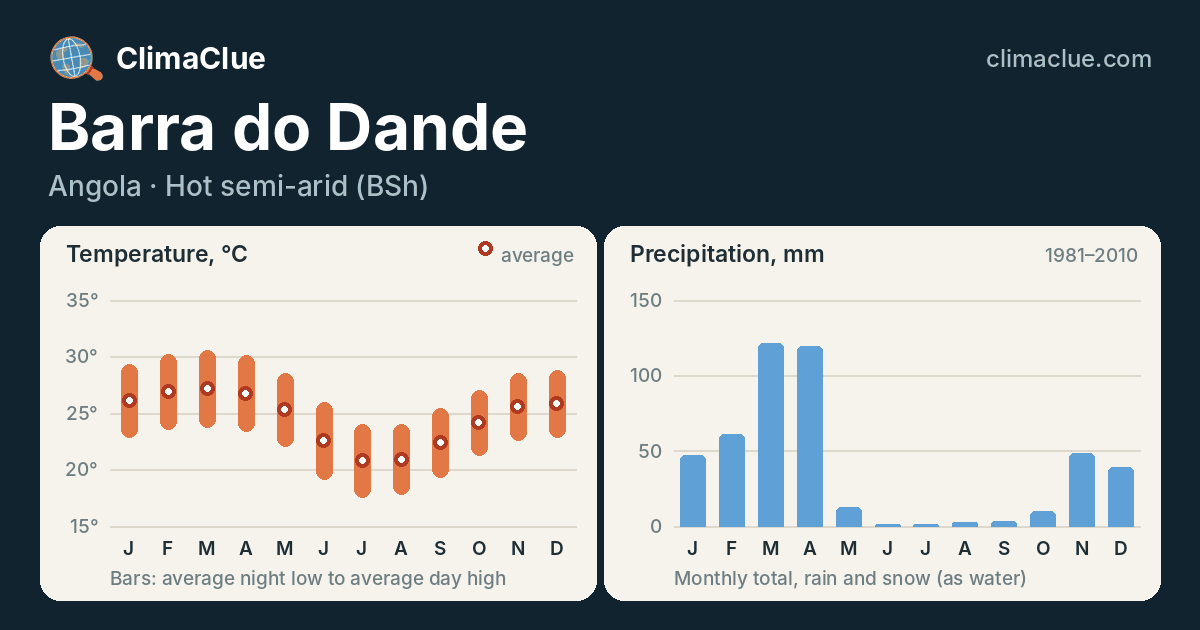 ClimaClue
climaclue.com
Barra do Dande
Angola · Hot semi-arid (BSh)
Temperature, °C
average
35°
30°
25°
20°
15°
J F M A M J J A S O N D
Bars: average night low to average day high
Precipitation, mm
1981–2010
150
100
50
0
J F M A M J J A S O N D
Monthly total, rain and snow (as water)